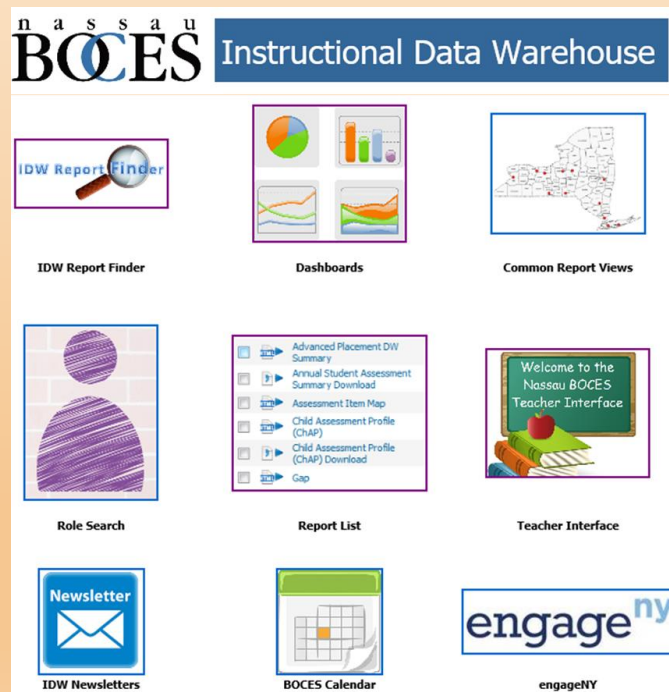 nassau
BOCES
Instructional Data Warehouse
IDW Report Finder
IDW Report Finder
Dashboards
Common Report Views
Role Search
Advanced Placement DW
Summary
Annual Student Assessment
Summary Download
Assessment Item Map
Child Assessment Profile
(ChAP)
Child Assessment Profile
(ChAP) Download
Gap
Report List
Welcome to the
Nassau BOCES
Teacher Interface
Teacher Interface
Newsletter
IDW Newsletters
BOCES Calendar
engageny
engageNY